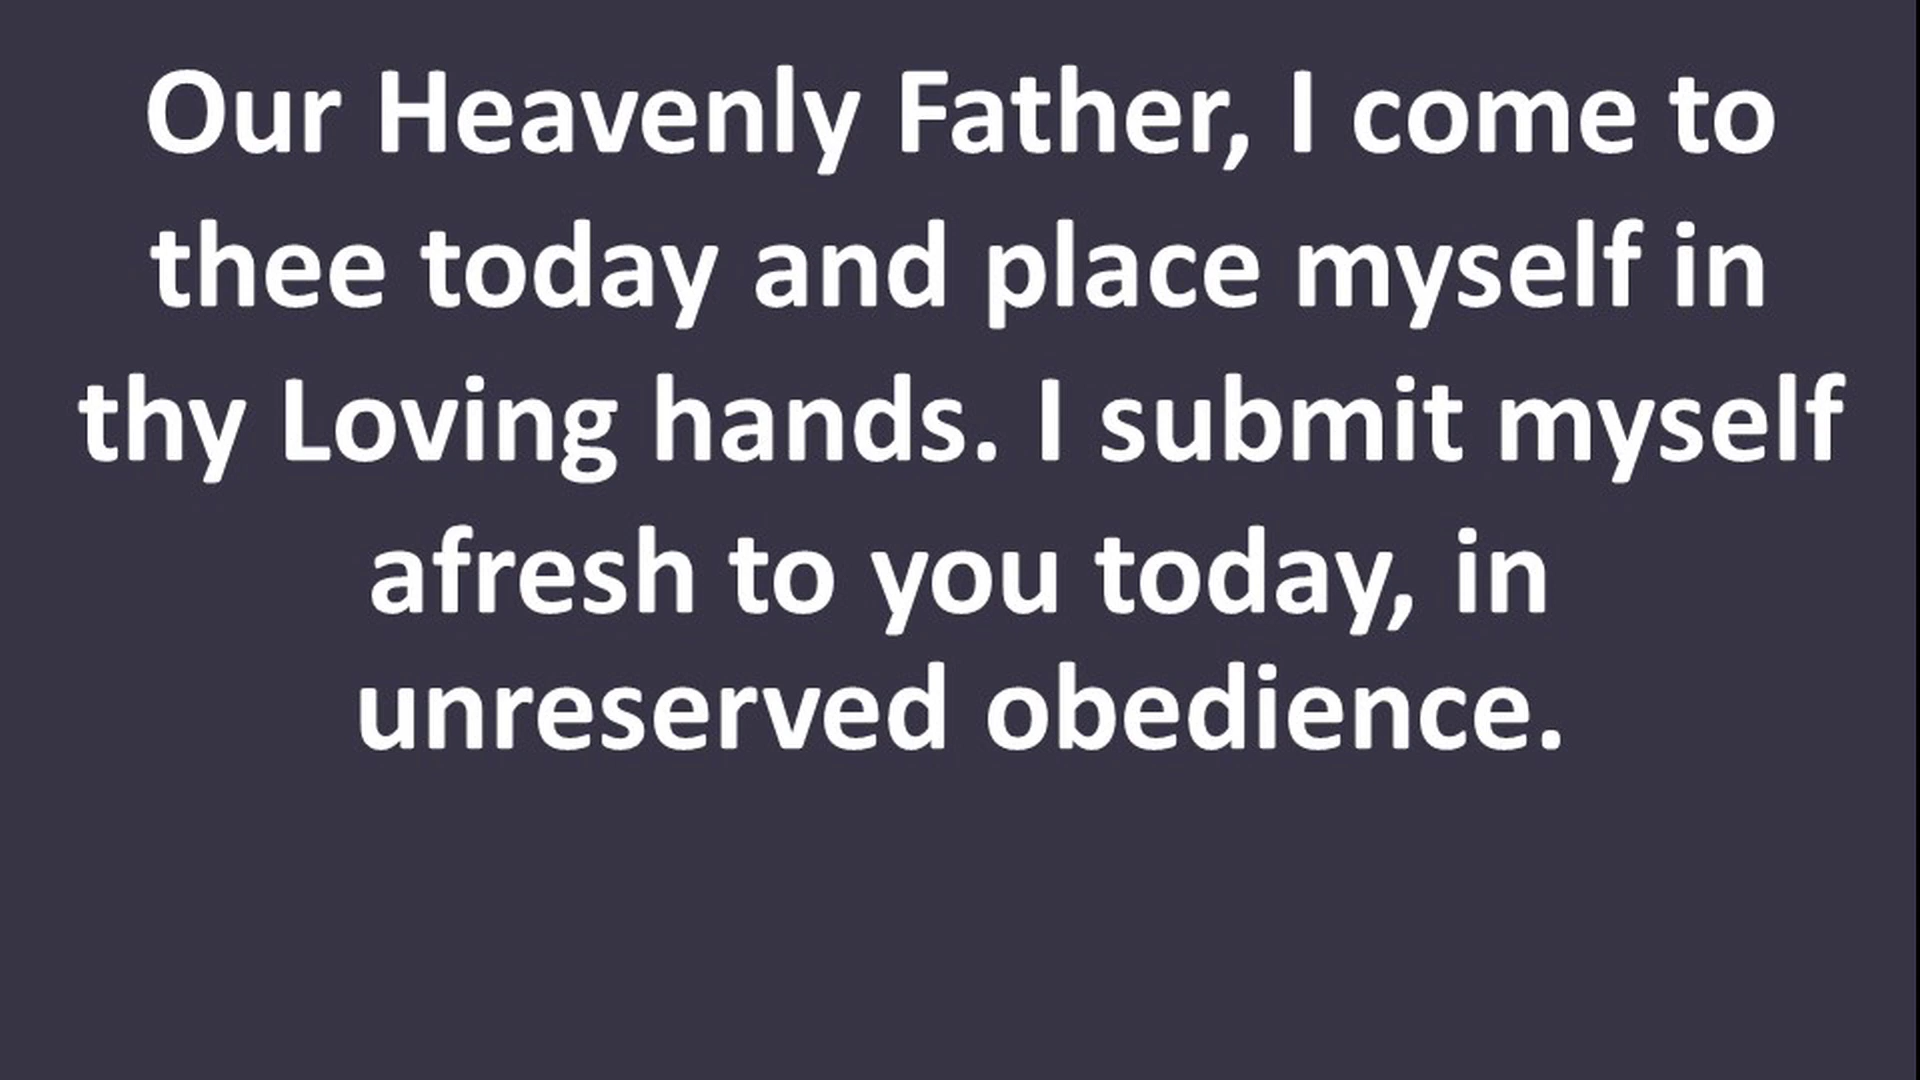 Our Heavenly Father, I come to
thee today and place myself in
thy Loving hands. I submit myself
afresh to you today, in
unreserved obedience.